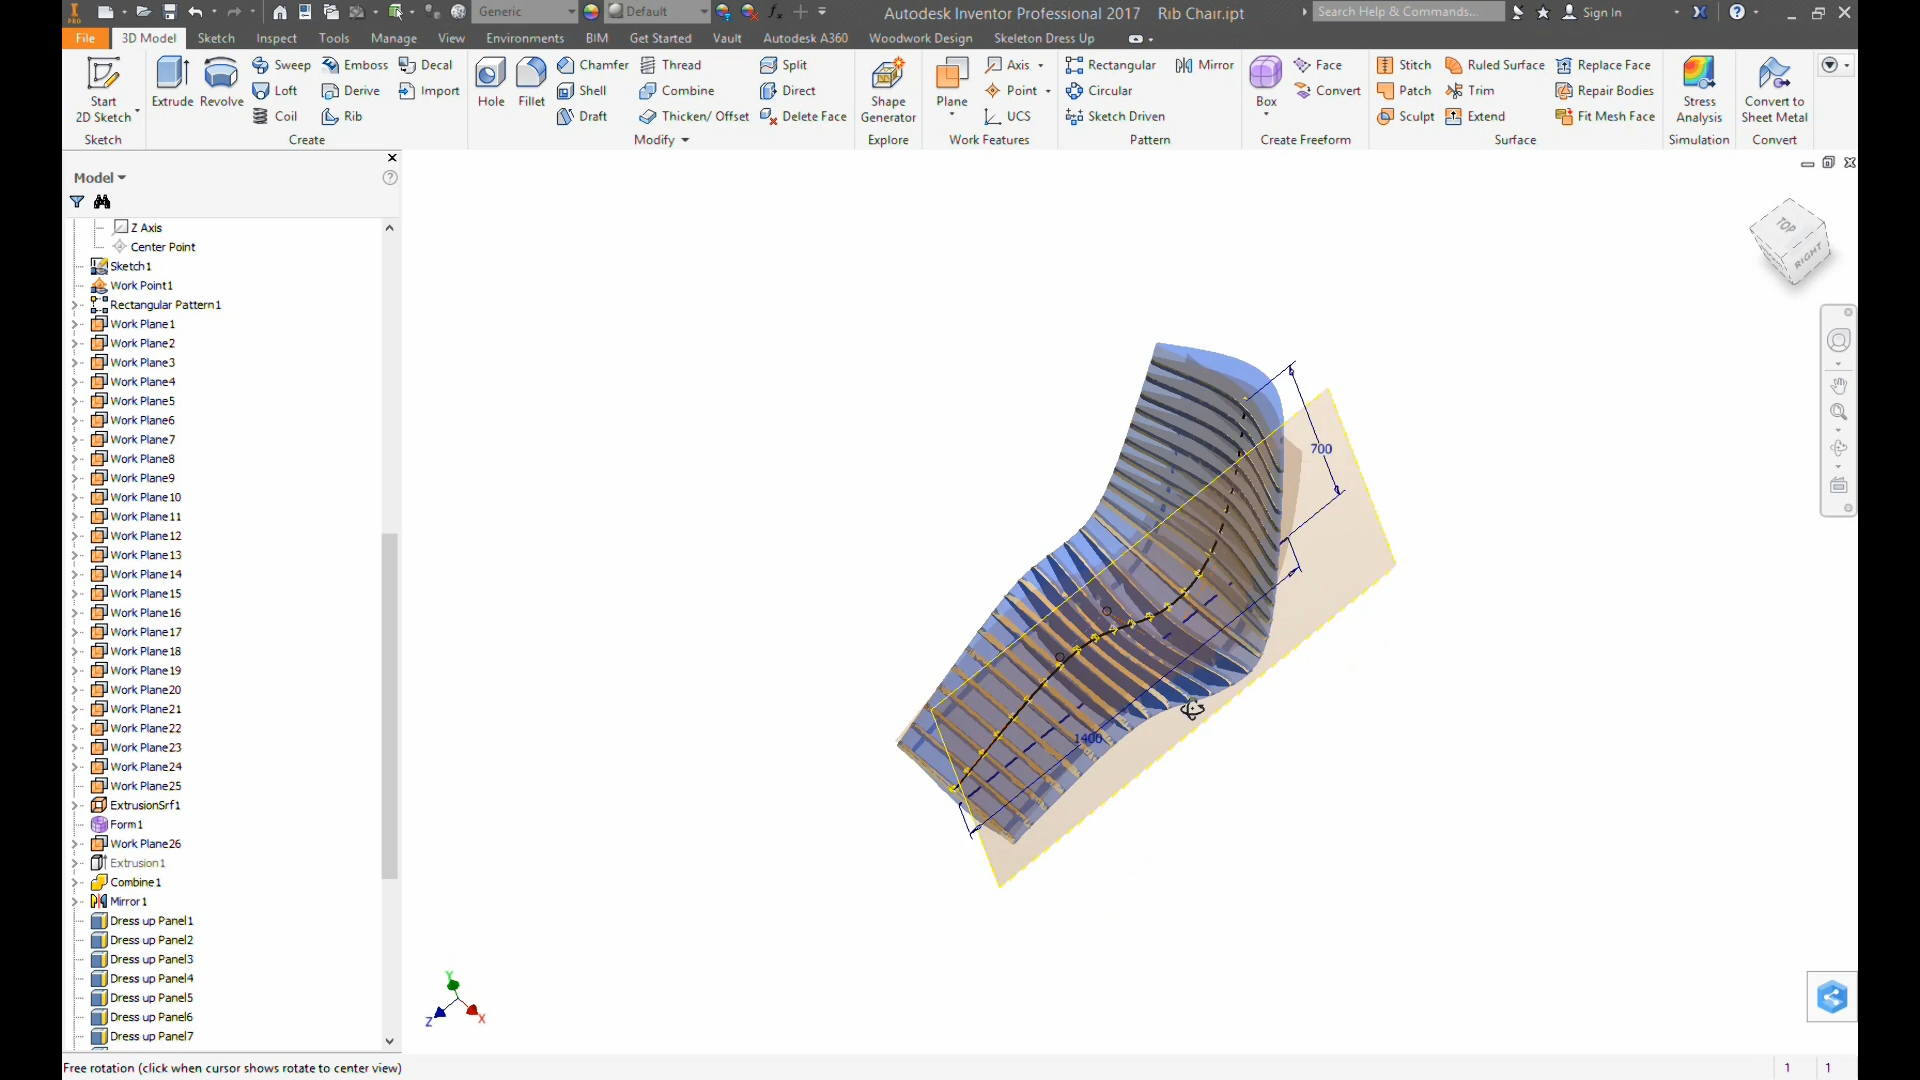 Generic
Default
Autodesk Inventor Professional 2017 Rib Chair.ipt
Search Help & Commands...
Sign In
PRO
File 3D Model Sketch Inspect Tools Manage View Environments BIM Get Started Vault Autodesk A360 Woodwork Design Skeleton Dress Up
Start
2D Sketch
Sketch
Extrude
Revolve
Sweep
Loft
Coil
Emboss
Derive
Rib
Decal
Import
Create
Hole
Fillet
Chamfer
Shell
Draft
Thread
Combine
Thicken/ Offset
Split
Direct
Delete Face
Modify
Shape
Generator
Explore
Plane
Axis
Point
UCS
Work Features
Rectangular
Circular
Sketch Driven
Mirror
Pattern
Box
Face
Convert
Create Freeform
Stitch
Patch
Sculpt
Ruled Surface
Trim
Extend
Replace Face
Repair Bodies
Fit Mesh Face
Surface
Stress
Analysis
Simulation
Convert to
Sheet Metal
Convert
Model
Z Axis
Center Point
Sketch1
Work Point1
Rectangular Pattern1
Work Plane1
Work Plane2
Work Plane3
Work Plane4
Work Plane5
Work Plane6
Work Plane7
Work Plane8
Work Plane9
Work Plane10
Work Plane11
Work Plane12
Work Plane13
Work Plane14
Work Plane15
Work Plane16
Work Plane17
Work Plane18
Work Plane19
Work Plane20
Work Plane21
Work Plane22
Work Plane23
Work Plane24
Work Plane25
ExtrusionSrf1
Form1
Work Plane26
Extrusion1
Combine1
Mirror1
Dress up Panel1
Dress up Panel2
Dress up Panel3
Dress up Panel4
Dress up Panel5
Dress up Panel6
Dress up Panel7
TOP
RIGHT
700
1400
Y
Z
X
Free rotation (click when cursor shows rotate to center view)
1 1